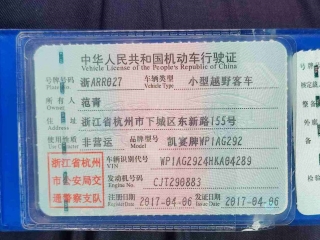 中华人民共和国机动车行驶证
Vehicle License of the People's Republic of China
号牌号码 浙ARR027 车辆类型 小型越野客车
Plate No. Vehicle Type
所有人 范青
Owner
住址 浙江省杭州市下城区东新路155号
Address
使用性质 非营运 品牌型号 凯宴牌WP1AG292
Model
浙江省杭州 车辆识别代号 WP1AG2924HKA04289
VIN
市公安局交 发动机号码 CJT290883
Engine No.
通警察支队 注册日期 2017-04-06 发证日期 2017-04-06
Register Date Issue Date